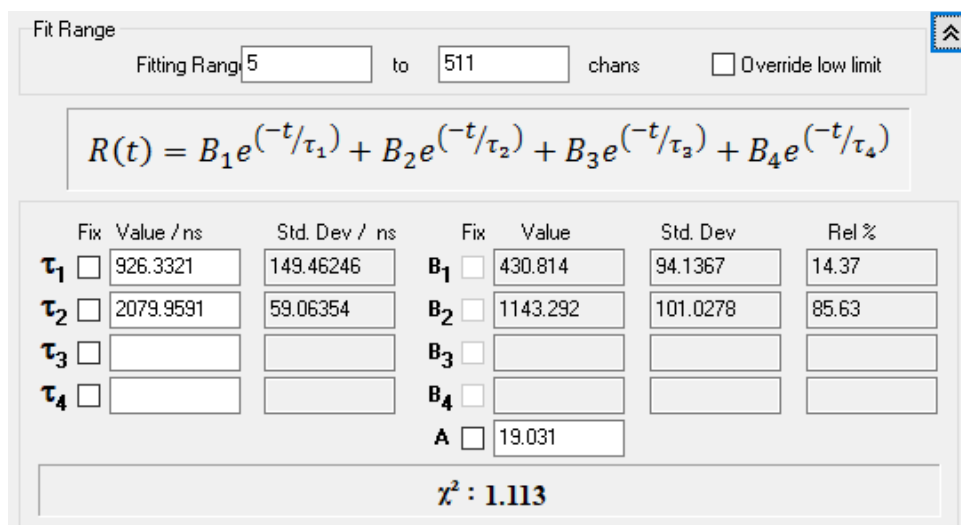 Fit Range
Fitting Rang 5 to 511 chans Override low limit
R(t) = B₁e^(-t/τ₁) + B₂e^(-t/τ₂) + B₃e^(-t/τ₃) + B₄e^(-t/τ₄)
Fix Value / ns Std. Dev / ns Fix Value Std. Dev Rel %
τ₁ 926.3321 149.46246 B₁ 430.814 94.1367 14.37
τ₂ 2079.9591 59.06354 B₂ 1143.292 101.0278 85.63
τ₃ B₃
τ₄ B₄
A 19.031
χ² : 1.113